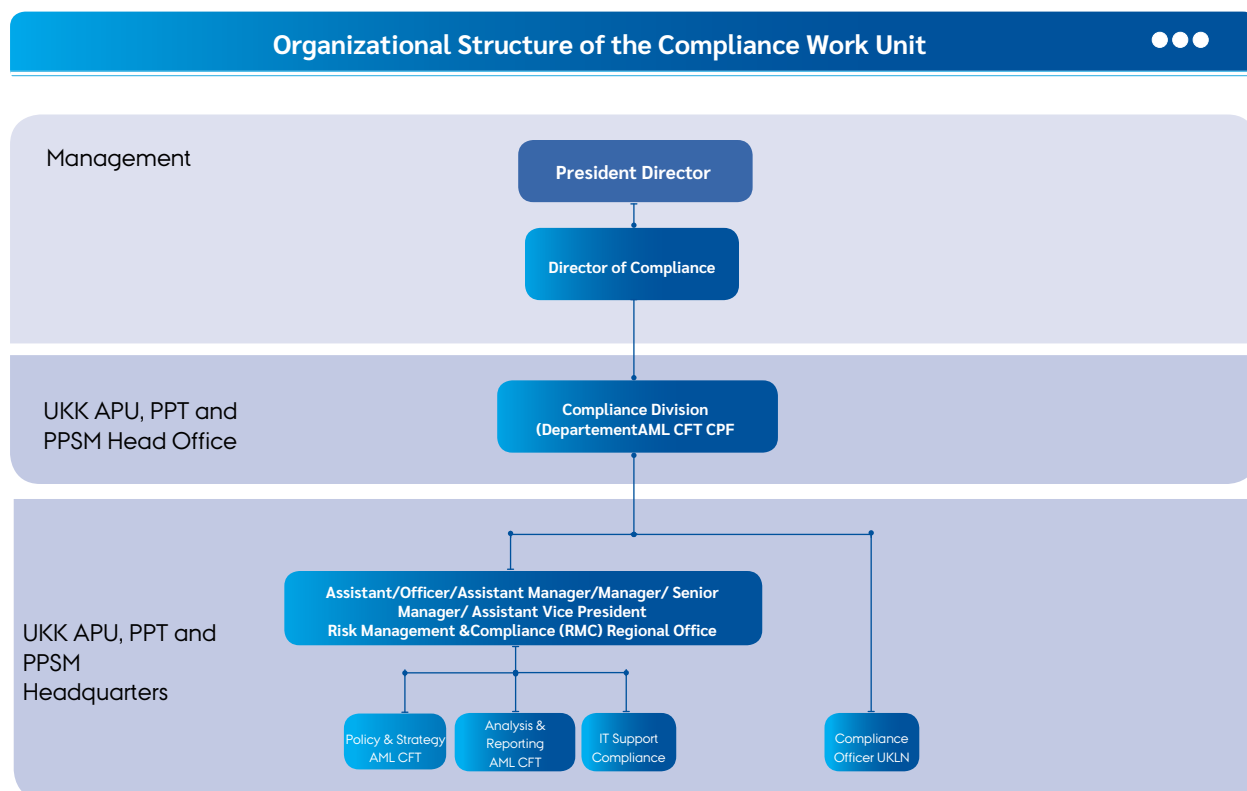 Organizational Structure of the Compliance Work Unit
Management
President Director
Director of Compliance
UKK APU, PPT and
PPSM Head Office
Compliance Division
(DepartementAML CFT CPF
UKK APU, PPT and
PPSM
Headquarters
Assistant/Officer/Assistant Manager/Manager/ Senior
Manager/ Assistant Vice President
Risk Management &Compliance (RMC) Regional Office
Policy & Strategy
AML CFT
Analysis &
Reporting
AML CFT
IT Support
Compliance
Compliance
Officer UKLN